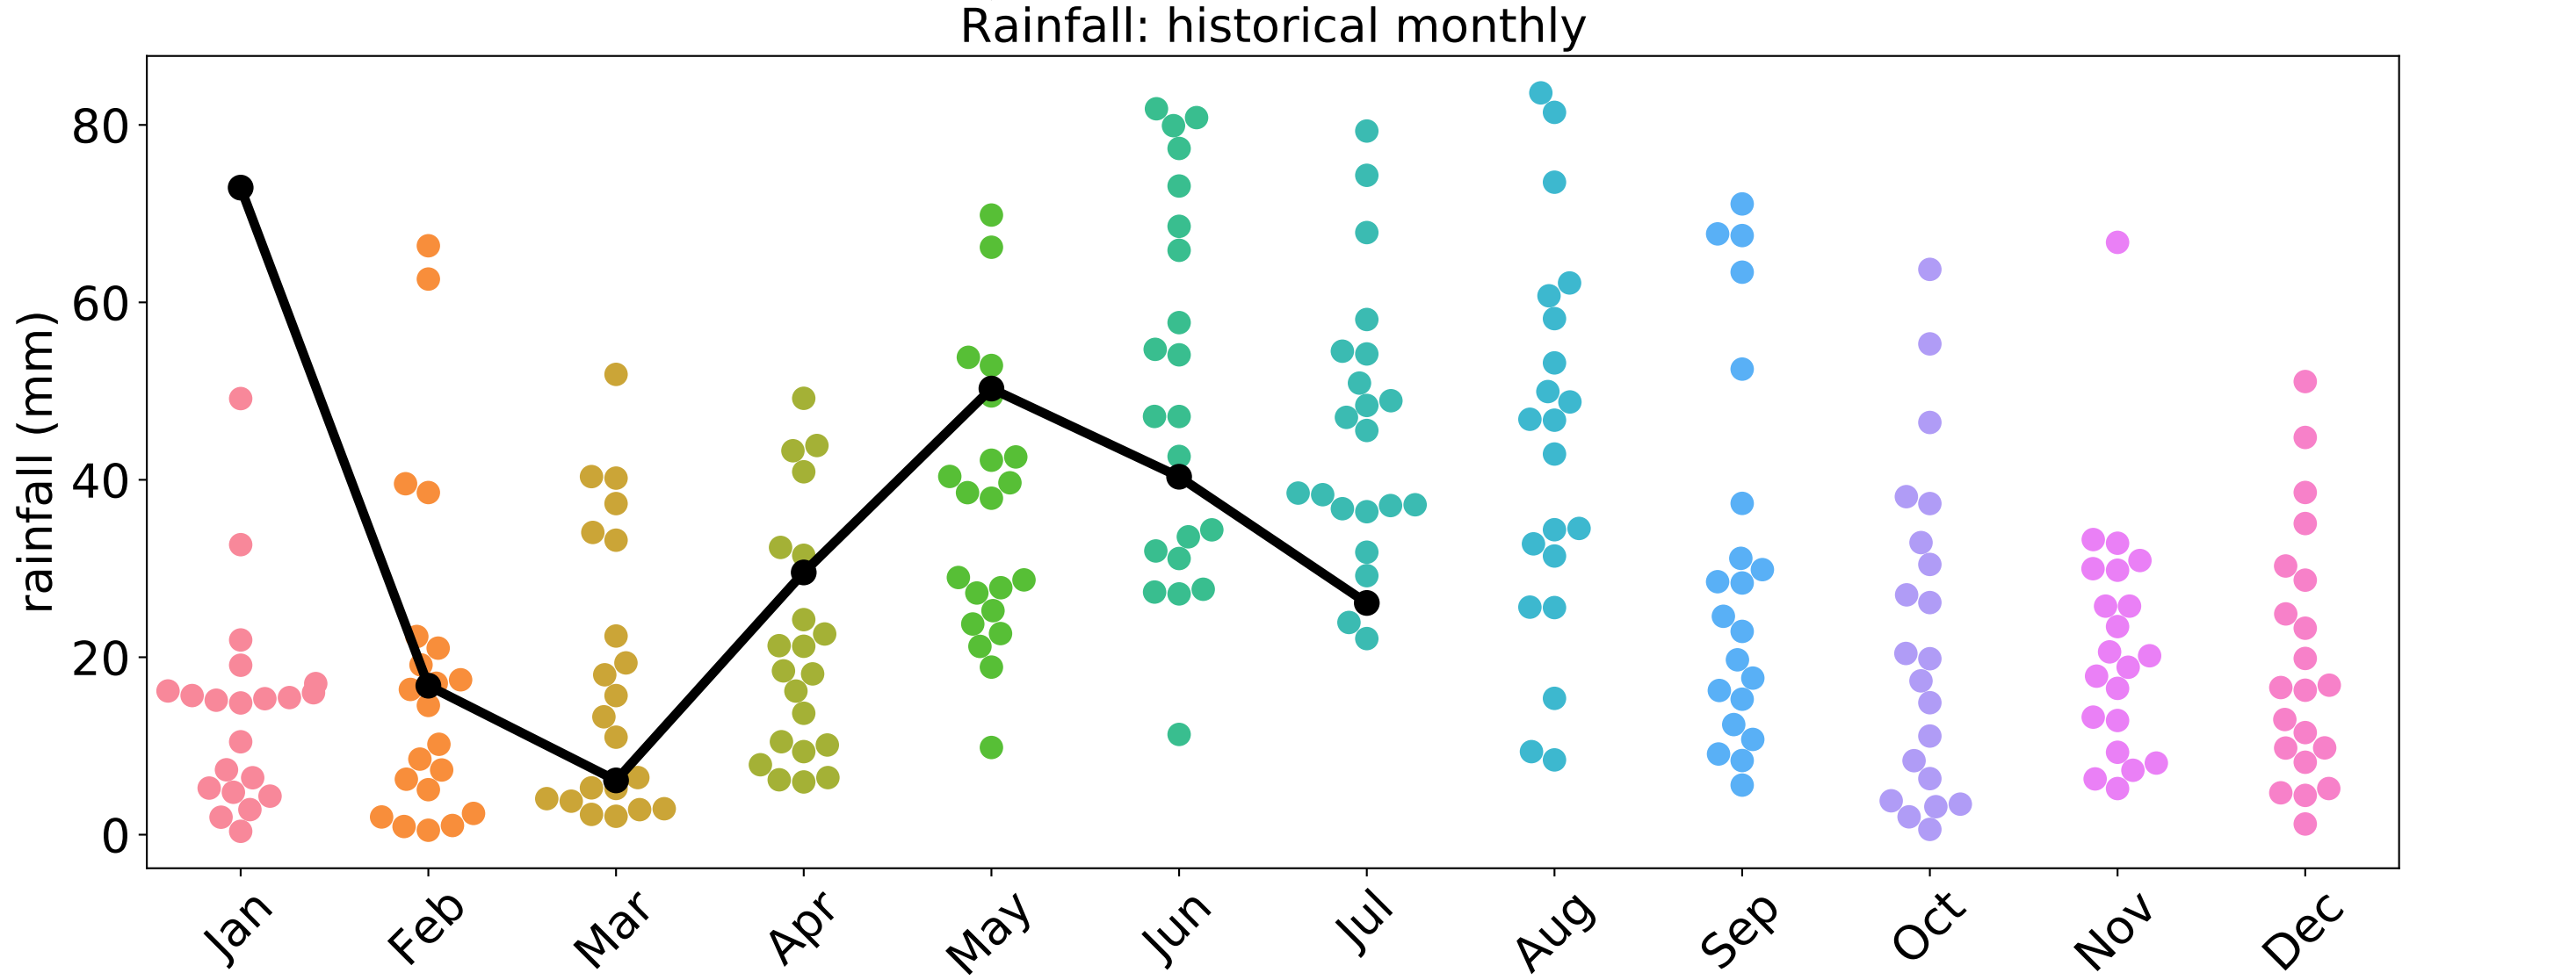 Rainfall: historical monthly
rainfall (mm)
80
60
40
20
0
Jan
Feb
Mar
Apr
May
Jun
Jul
Aug
Sep
Oct
Nov
Dec